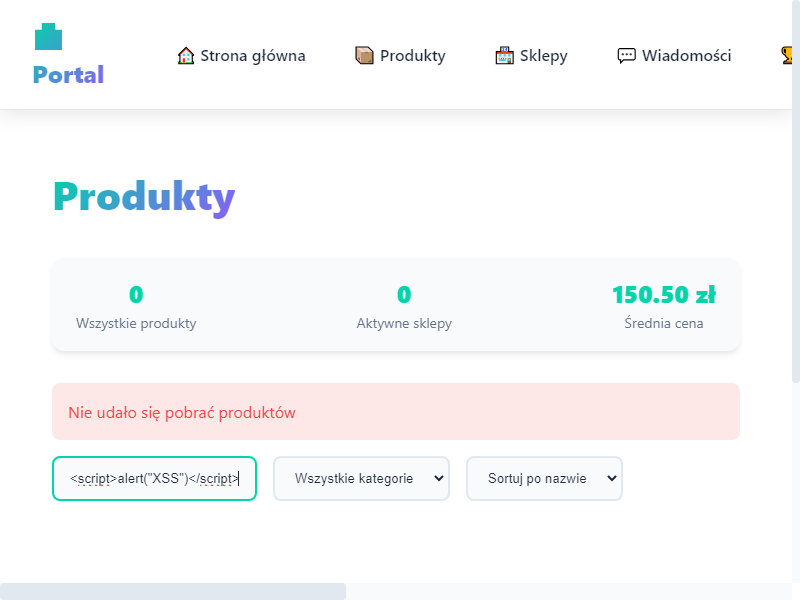 Portal
Strona główna
Produkty
Sklepy
Wiadomości
Produkty
0
Wszystkie produkty
0
Aktywne sklepy
150.50 zł
Średnia cena
Nie udało się pobrać produktów
<script>alert("XSS")</script>
Wszystkie kategorie
Sortuj po nazwie